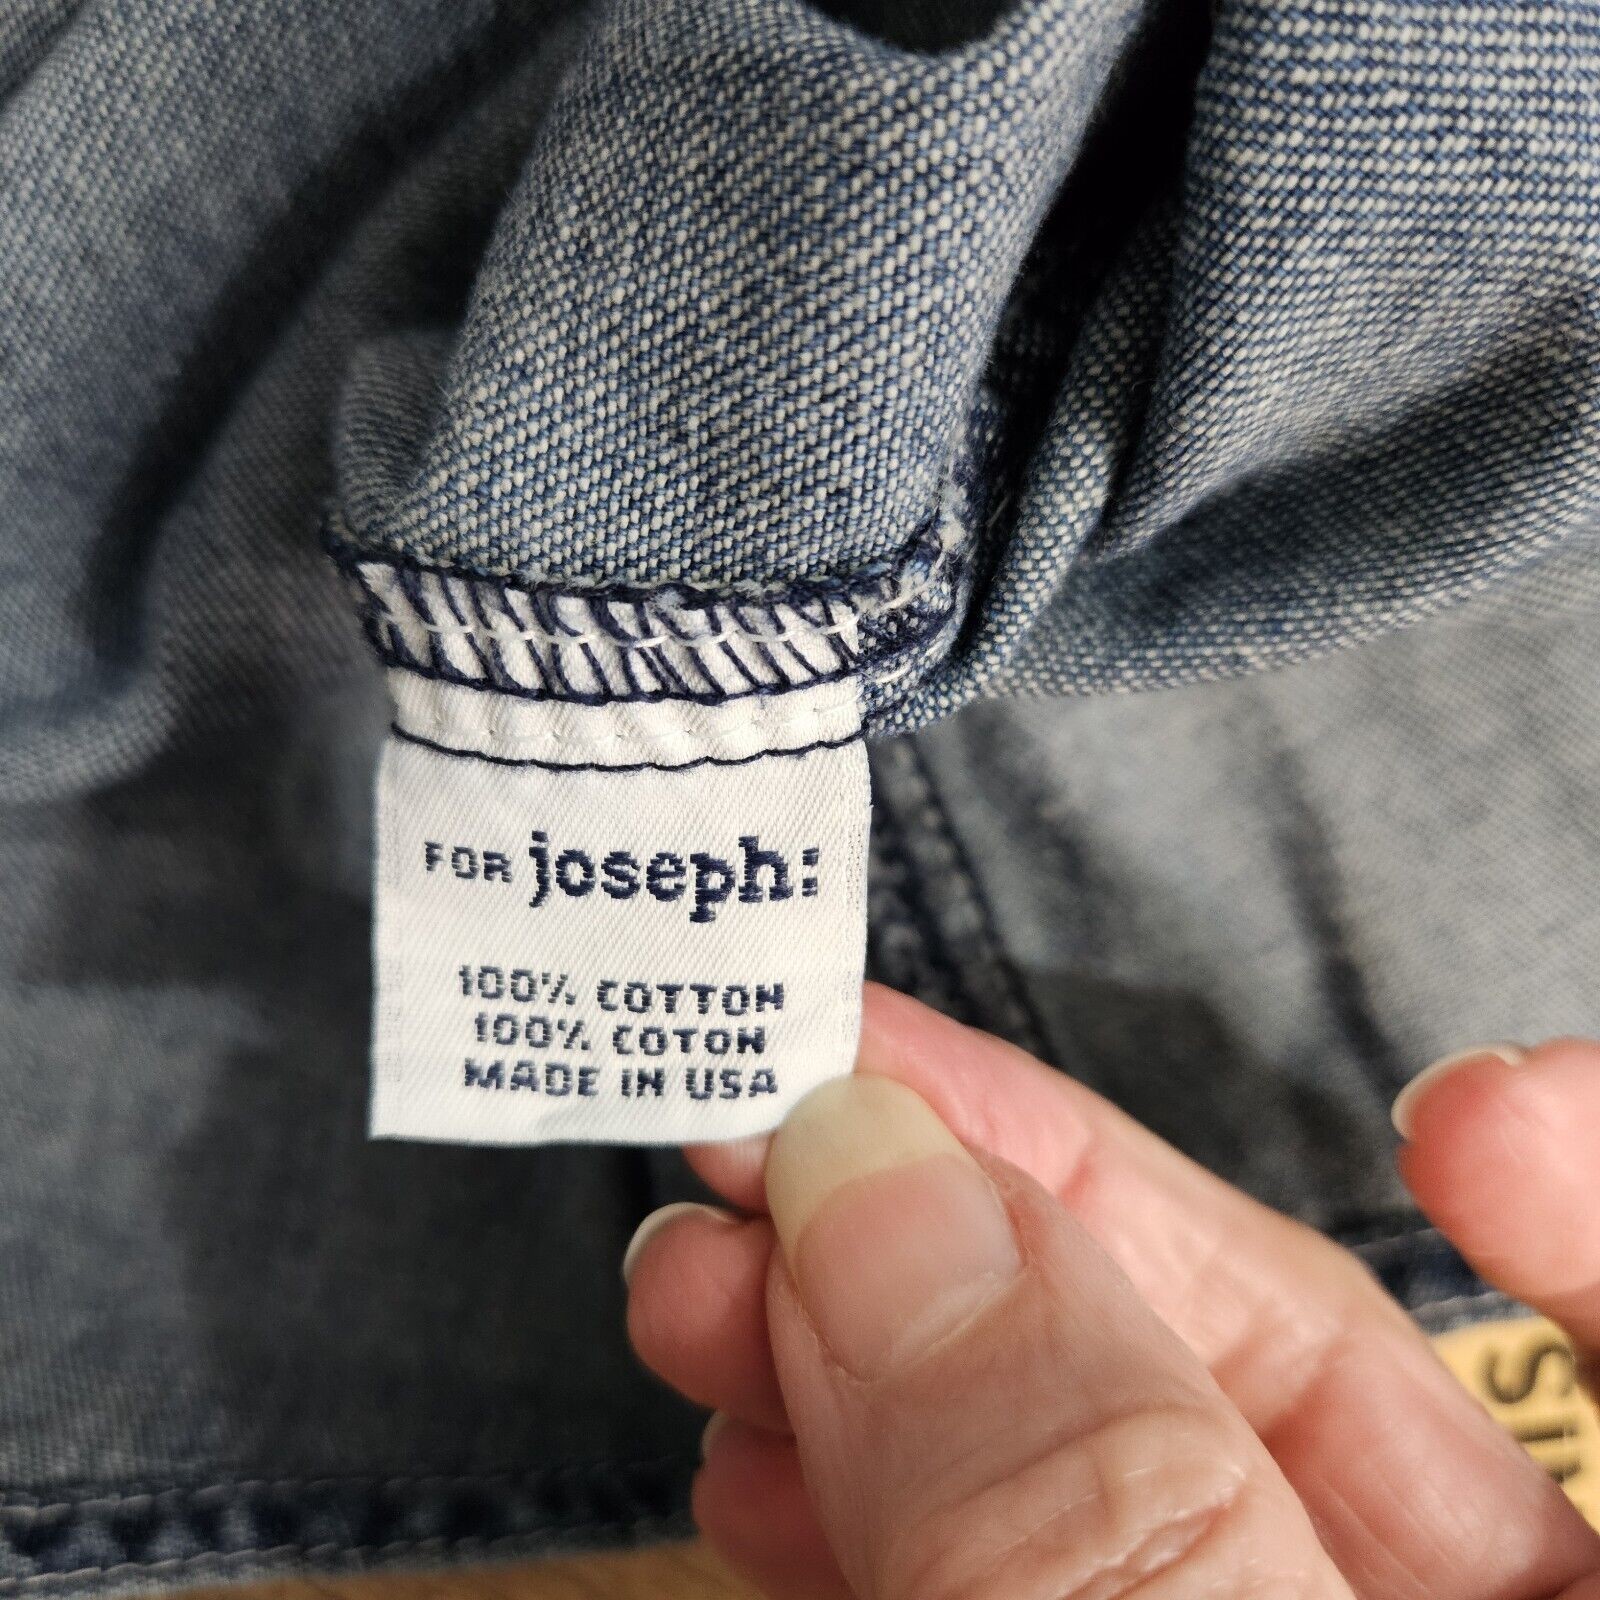 FOR joseph:
100% COTTON
100% COTON
MADE IN USA